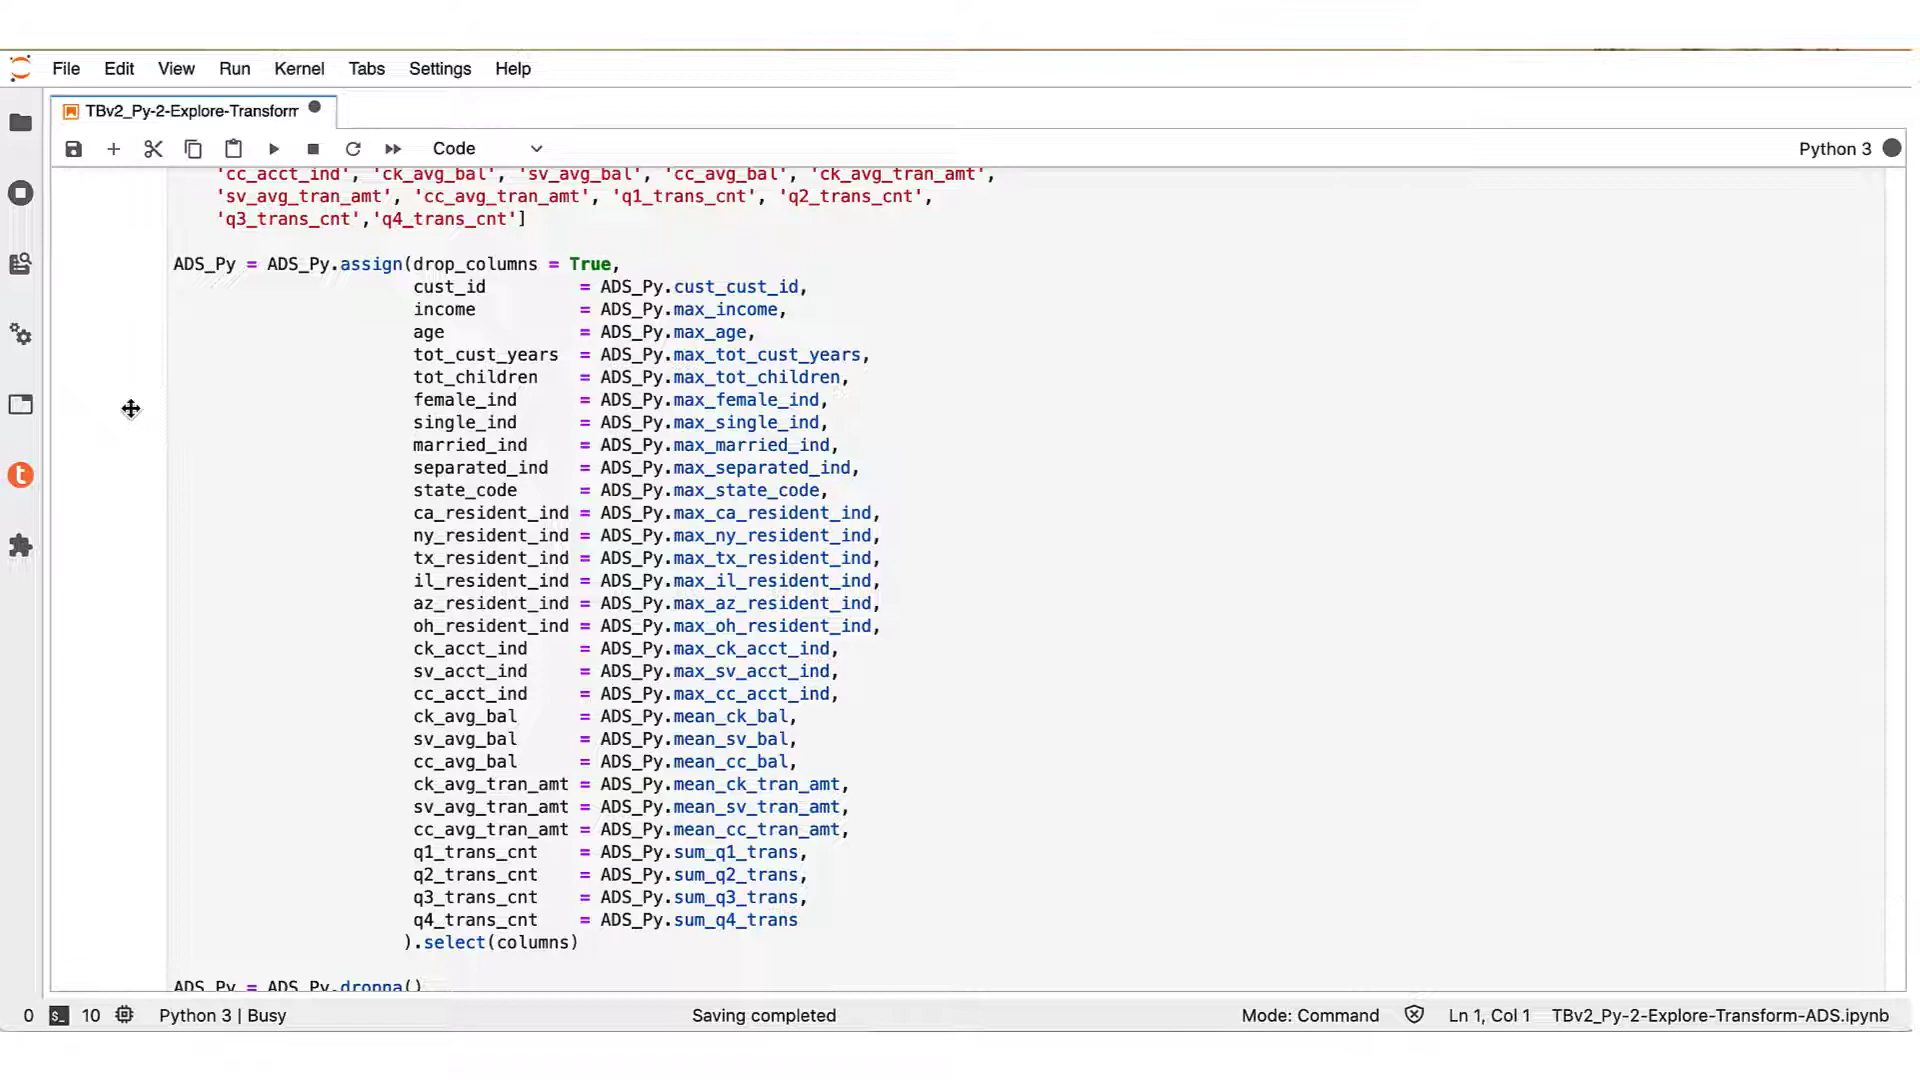 File Edit View Run Kernel Tabs Settings Help
TBv2_Py-2-Explore-Transform
Code
Python 3
'cc_acct_ind', 'ck_avg_bal', 'sv_avg_bal', 'cc_avg_bal', 'ck_avg_tran_amt',
'sv_avg_tran_amt', 'cc_avg_tran_amt', 'q1_trans_cnt', 'q2_trans_cnt',
'q3_trans_cnt','q4_trans_cnt']
ADS_Py = ADS_Py.assign(drop_columns = True,
cust_id = ADS_Py.cust_cust_id,
income = ADS_Py.max_income,
age = ADS_Py.max_age,
tot_cust_years = ADS_Py.max_tot_cust_years,
tot_children = ADS_Py.max_tot_children,
female_ind = ADS_Py.max_female_ind,
single_ind = ADS_Py.max_single_ind,
married_ind = ADS_Py.max_married_ind,
separated_ind = ADS_Py.max_separated_ind,
state_code = ADS_Py.max_state_code,
ca_resident_ind = ADS_Py.max_ca_resident_ind,
ny_resident_ind = ADS_Py.max_ny_resident_ind,
tx_resident_ind = ADS_Py.max_tx_resident_ind,
il_resident_ind = ADS_Py.max_il_resident_ind,
az_resident_ind = ADS_Py.max_az_resident_ind,
oh_resident_ind = ADS_Py.max_oh_resident_ind,
ck_acct_ind = ADS_Py.max_ck_acct_ind,
sv_acct_ind = ADS_Py.max_sv_acct_ind,
cc_acct_ind = ADS_Py.max_cc_acct_ind,
ck_avg_bal = ADS_Py.mean_ck_bal,
sv_avg_bal = ADS_Py.mean_sv_bal,
cc_avg_bal = ADS_Py.mean_cc_bal,
ck_avg_tran_amt = ADS_Py.mean_ck_tran_amt,
sv_avg_tran_amt = ADS_Py.mean_sv_tran_amt,
cc_avg_tran_amt = ADS_Py.mean_cc_tran_amt,
q1_trans_cnt = ADS_Py.sum_q1_trans,
q2_trans_cnt = ADS_Py.sum_q2_trans,
q3_trans_cnt = ADS_Py.sum_q3_trans,
q4_trans_cnt = ADS_Py.sum_q4_trans
).select(columns)
ADS_Py = ADS_Py.dropna()
0 $_ 10 Python 3 | Busy Saving completed Mode: Command Ln 1, Col 1 TBv2_Py-2-Explore-Transform-ADS.ipynb